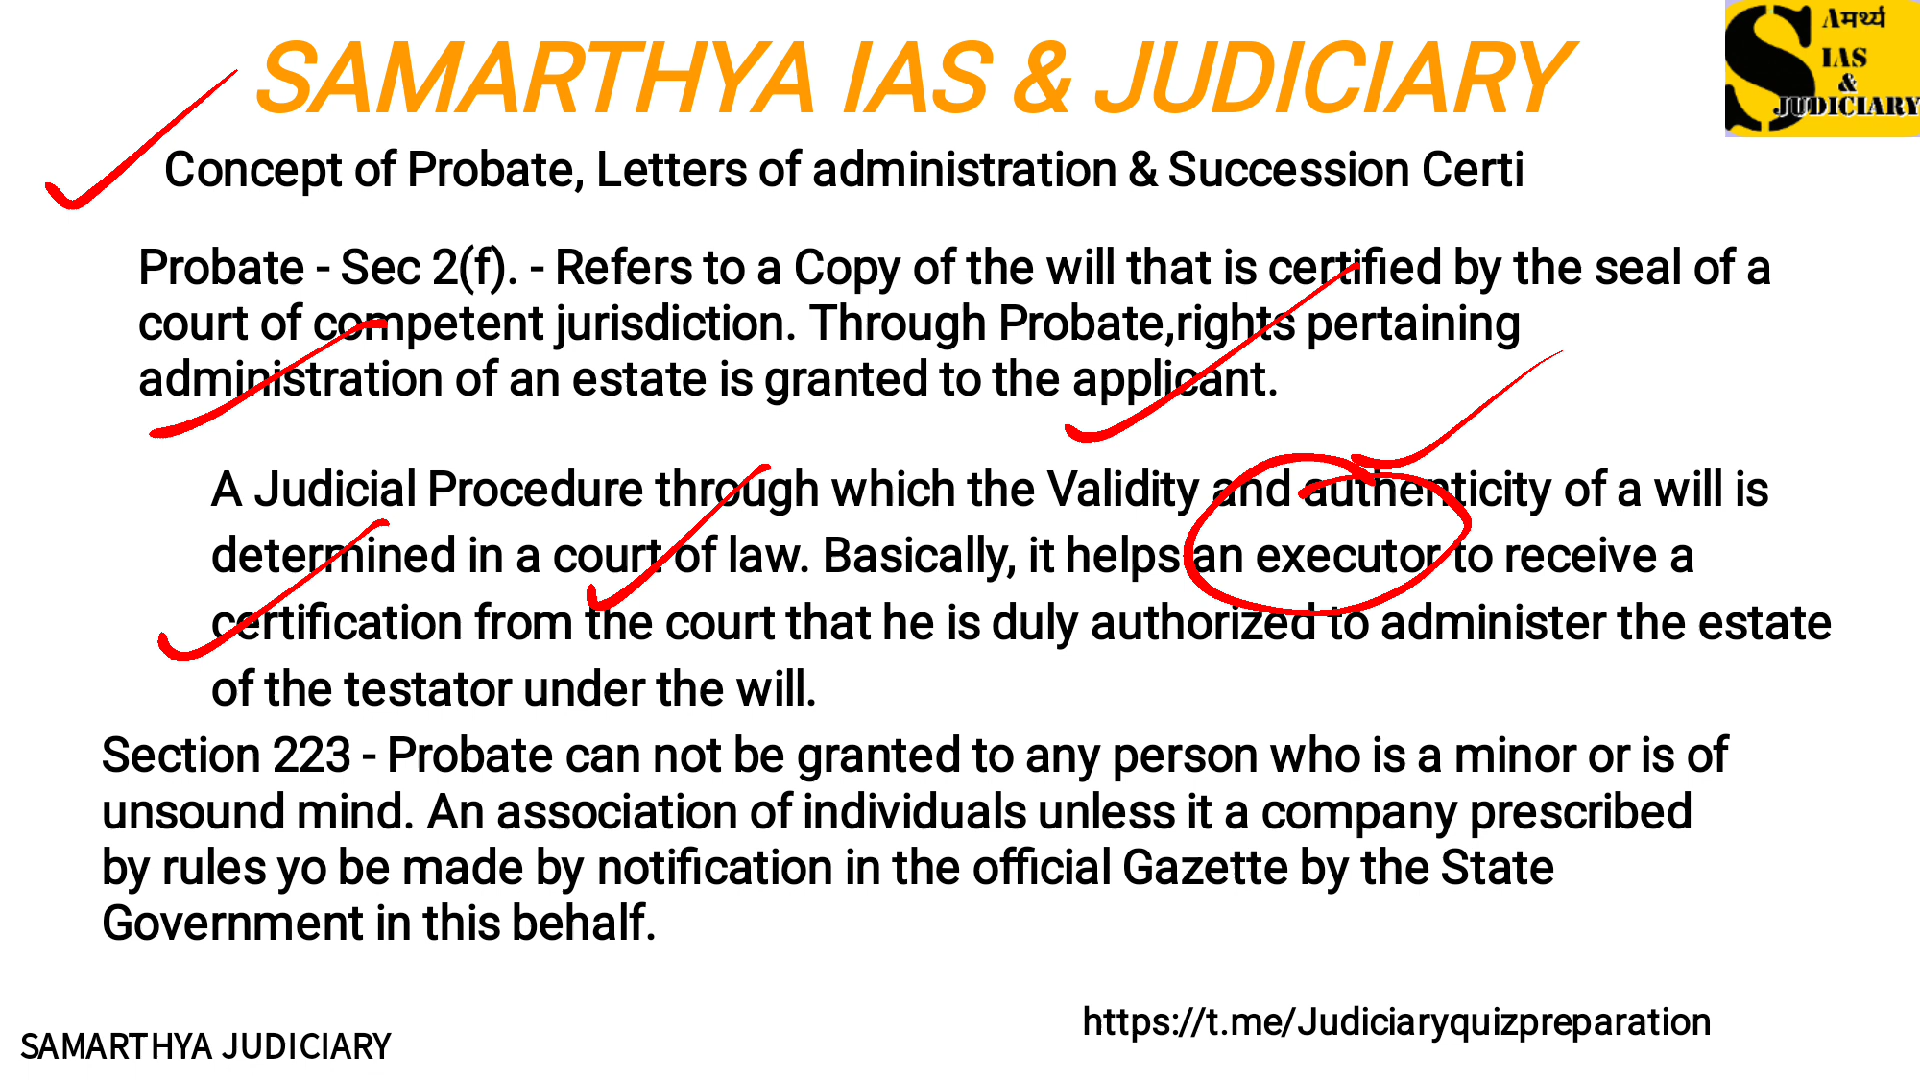 SAMARTHYA IAS & JUDICIARY
Aमर्थ्य
IAS
&
JUDICIARY
Concept of Probate, Letters of administration & Succession Certi
Probate - Sec 2(f). - Refers to a Copy of the will that is certified by the seal of a
court of competent jurisdiction. Through Probate,rights pertaining
administration of an estate is granted to the applicant.
A Judicial Procedure through which the Validity and authenticity of a will is
determined in a court of law. Basically, it helps an executor to receive a
certification from the court that he is duly authorized to administer the estate
of the testator under the will.
Section 223 - Probate can not be granted to any person who is a minor or is of
unsound mind. An association of individuals unless it a company prescribed
by rules yo be made by notification in the official Gazette by the State
Government in this behalf.
https://t.me/Judiciaryquizpreparation
SAMARTHYA JUDICIARY